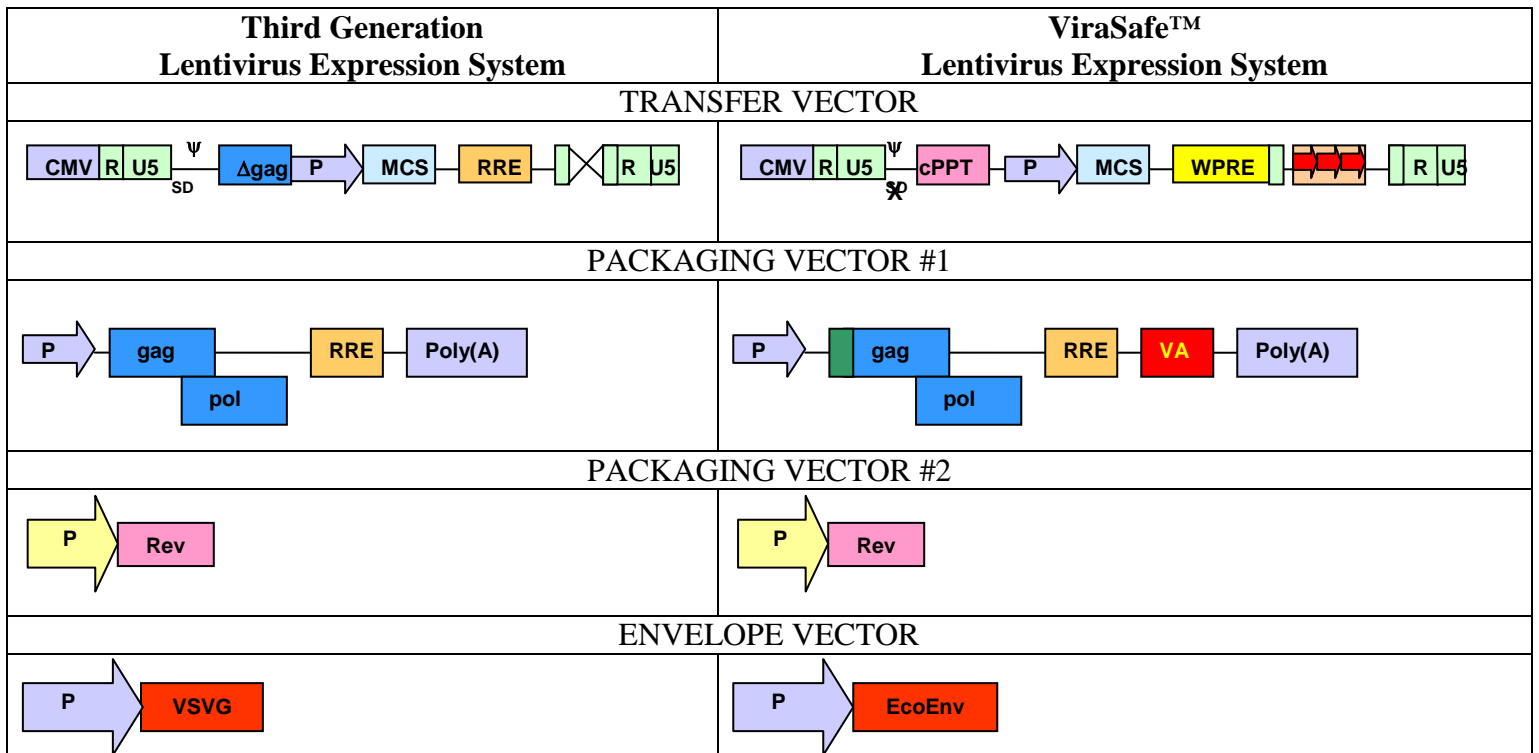 Third Generation
Lentivirus Expression System
ViraSafe™
Lentivirus Expression System
TRANSFER VECTOR
CMV R U5 ψ SD Δgag P MCS RRE R U5
CMV R U5 ψ SD X cPPT P MCS WPRE R U5
PACKAGING VECTOR #1
P gag pol RRE Poly(A)
P gag pol RRE VA Poly(A)
PACKAGING VECTOR #2
P Rev
P Rev
ENVELOPE VECTOR
P VSVG
P EcoEnv